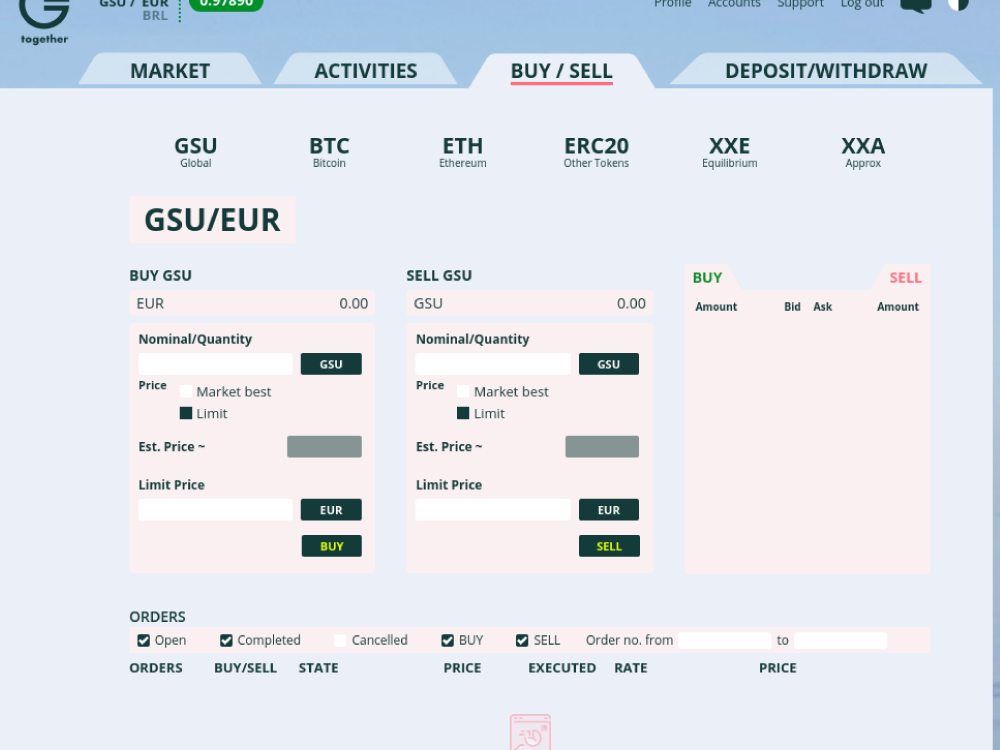 GSU / EUR 0.97890
BRL
together
Profile Accounts Support Log out
MARKET ACTIVITIES BUY / SELL DEPOSIT/WITHDRAW
GSU BTC ETH ERC20 XXE XXA
Global Bitcoin Ethereum Other Tokens Equilibrium Approx
GSU/EUR
BUY GSU
EUR 0.00
Nominal/Quantity
GSU
Price
Market best
Limit
Est. Price ~
Limit Price
EUR
BUY
SELL GSU
GSU 0.00
Nominal/Quantity
GSU
Price
Market best
Limit
Est. Price ~
Limit Price
EUR
SELL
BUY SELL
Amount Bid Ask Amount
ORDERS
Open Completed Cancelled BUY SELL Order no. from to
ORDERS BUY/SELL STATE PRICE EXECUTED RATE PRICE